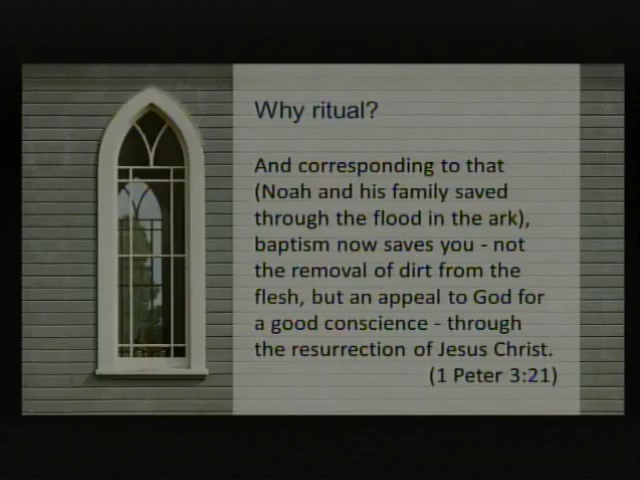 Why ritual?
And corresponding to that
(Noah and his family saved
through the flood in the ark),
baptism now saves you - not
the removal of dirt from the
flesh, but an appeal to God for
a good conscience - through
the resurrection of Jesus Christ.
(1 Peter 3:21)